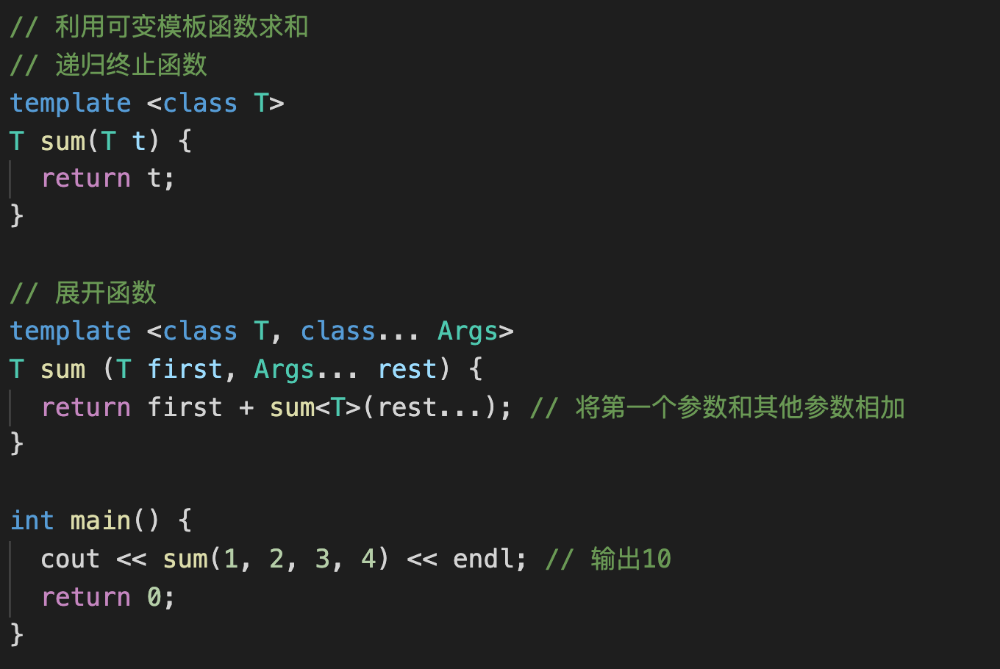 // 利用可变模板函数求和
// 递归终止函数
template <class T>
T sum(T t) {
  return t;
}

// 展开函数
template <class T, class... Args>
T sum (T first, Args... rest) {
  return first + sum<T>(rest...); // 将第一个参数和其他参数相加
}

int main() {
  cout << sum(1, 2, 3, 4) << endl; // 输出10
  return 0;
}